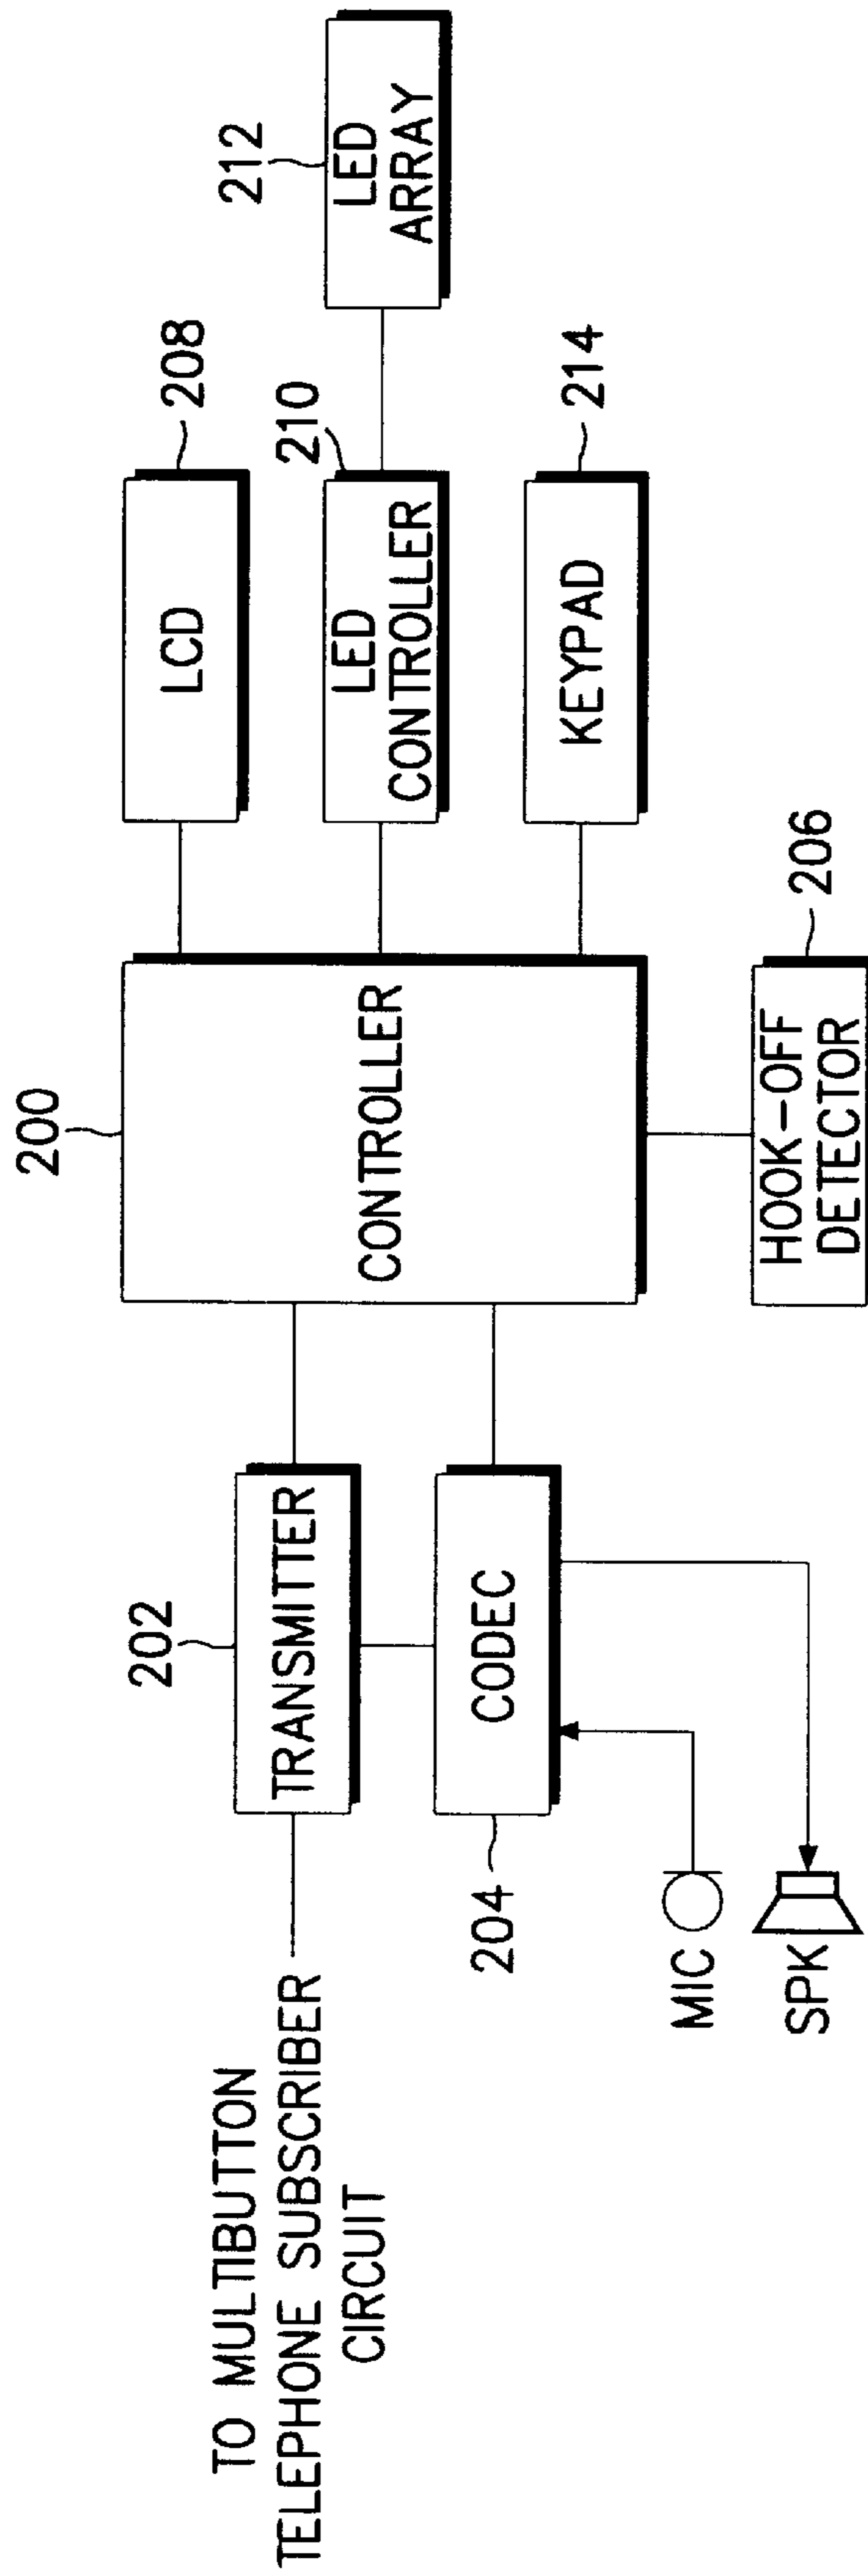 200
202
TO MULTIBUTTON
TELEPHONE SUBSCRIBER
CIRCUIT
TRANSMITTER
204
CODEC
MIC
SPK
CONTROLLER
HOOK-OFF
DETECTOR
206
LCD
208
LED
CONTROLLER
210
KEYPAD
214
LED
ARRAY
212